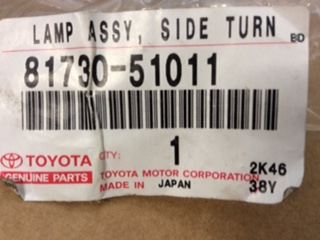 LAMP ASSY, SIDE TURN
BD
81730-51011
TOYOTA
GENUINE PARTS
QTY: 1
TOYOTA MOTOR CORPORATION
MADE IN JAPAN
2K46
38Y